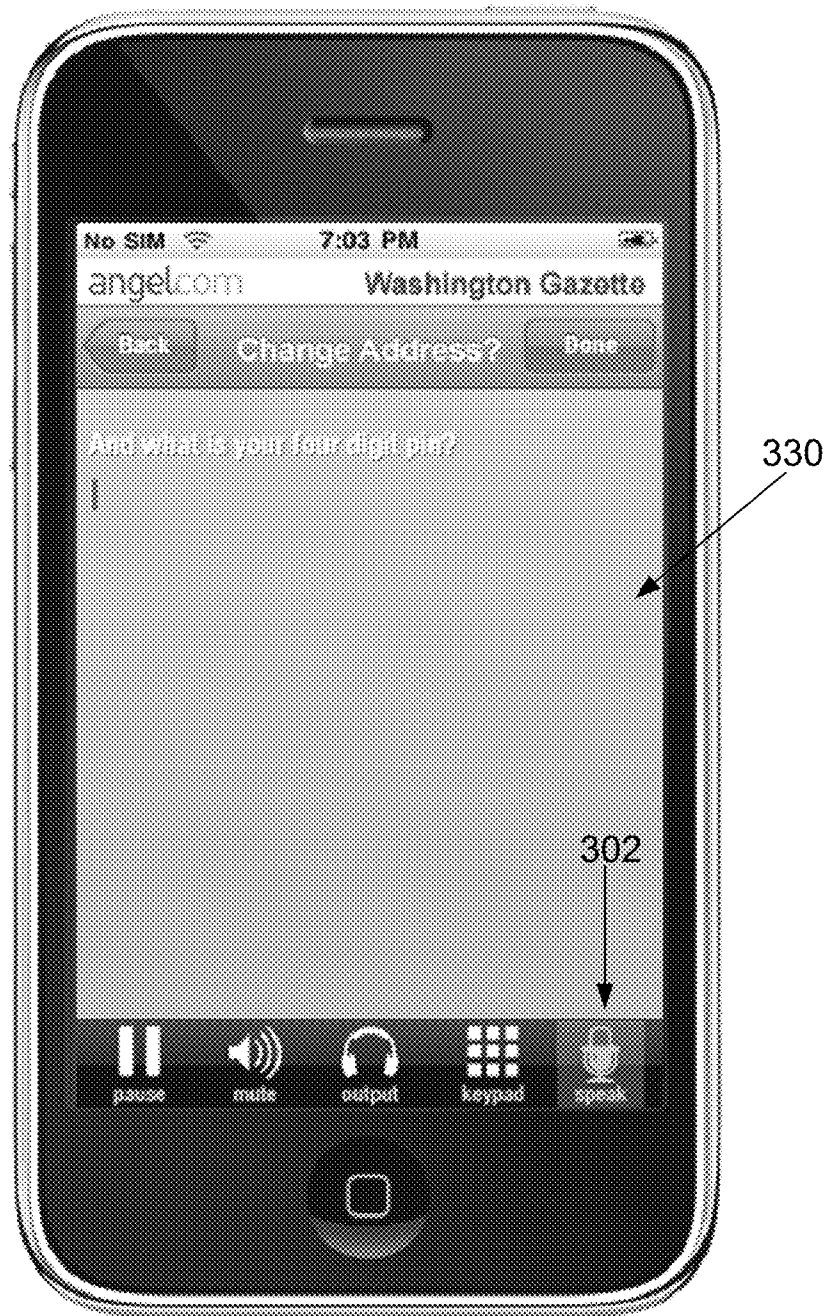 No SIM 7:03 PM
angel.com Washington Gazette
Back Change Address? Done
And what is your four digit pin?
330
302
pause mute output keypad speak